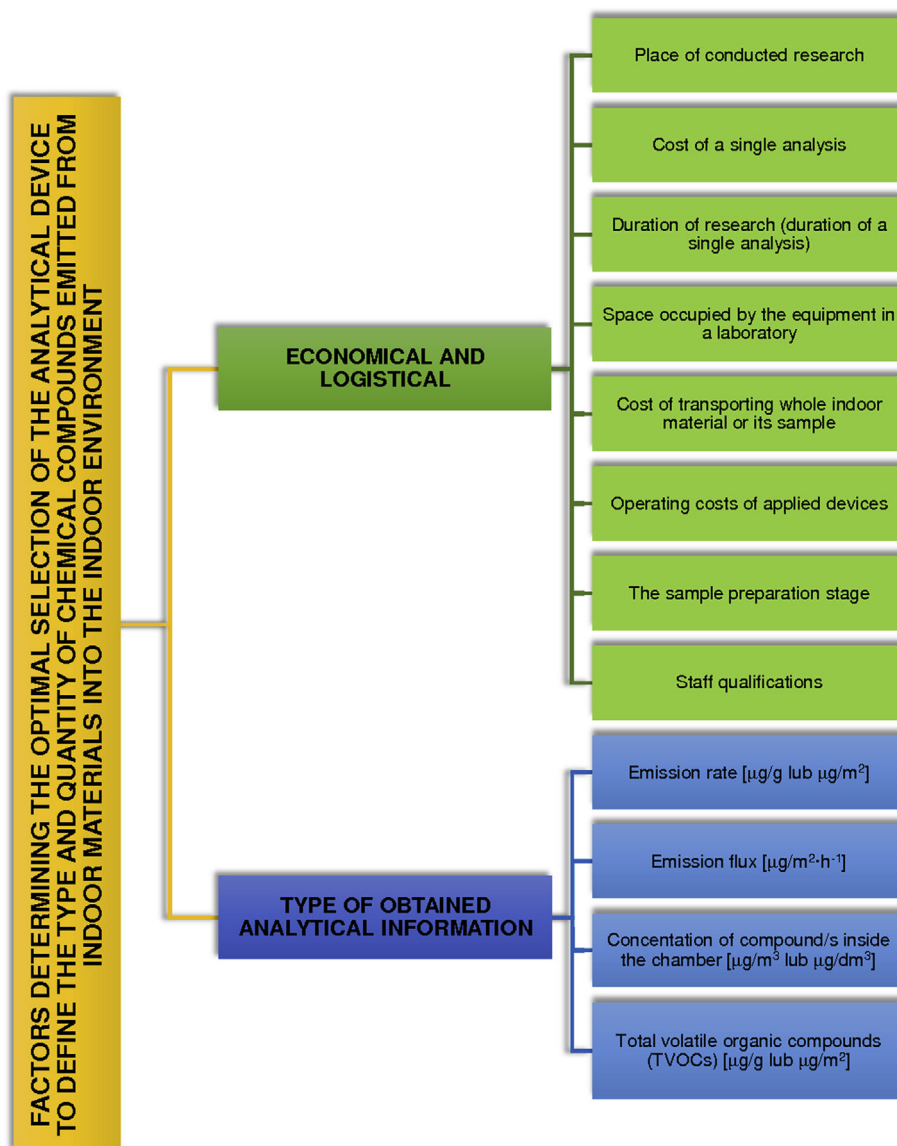 FACTORS DETERMINING THE OPTIMAL SELECTION OF THE ANALYTICAL DEVICE
TO DEFINE THE TYPE AND QUANTITY OF CHEMICAL COMPOUNDS EMITTED FROM
INDOOR MATERIALS INTO THE INDOOR ENVIRONMENT
ECONOMICAL AND
LOGISTICAL
Place of conducted research
Cost of a single analysis
Duration of research (duration of a
single analysis)
Space occupied by the equipment in
a laboratory
Cost of transporting whole indoor
material or its sample
Operating costs of applied devices
The sample preparation stage
Staff qualifications
TYPE OF OBTAINED
ANALYTICAL INFORMATION
Emission rate [μg/g lub μg/m²]
Emission flux [μg/m²·h⁻¹]
Concentation of compound/s inside
the chamber [μg/m³ lub μg/dm³]
Total volatile organic compounds
(TVOCs) [μg/g lub μg/m²]